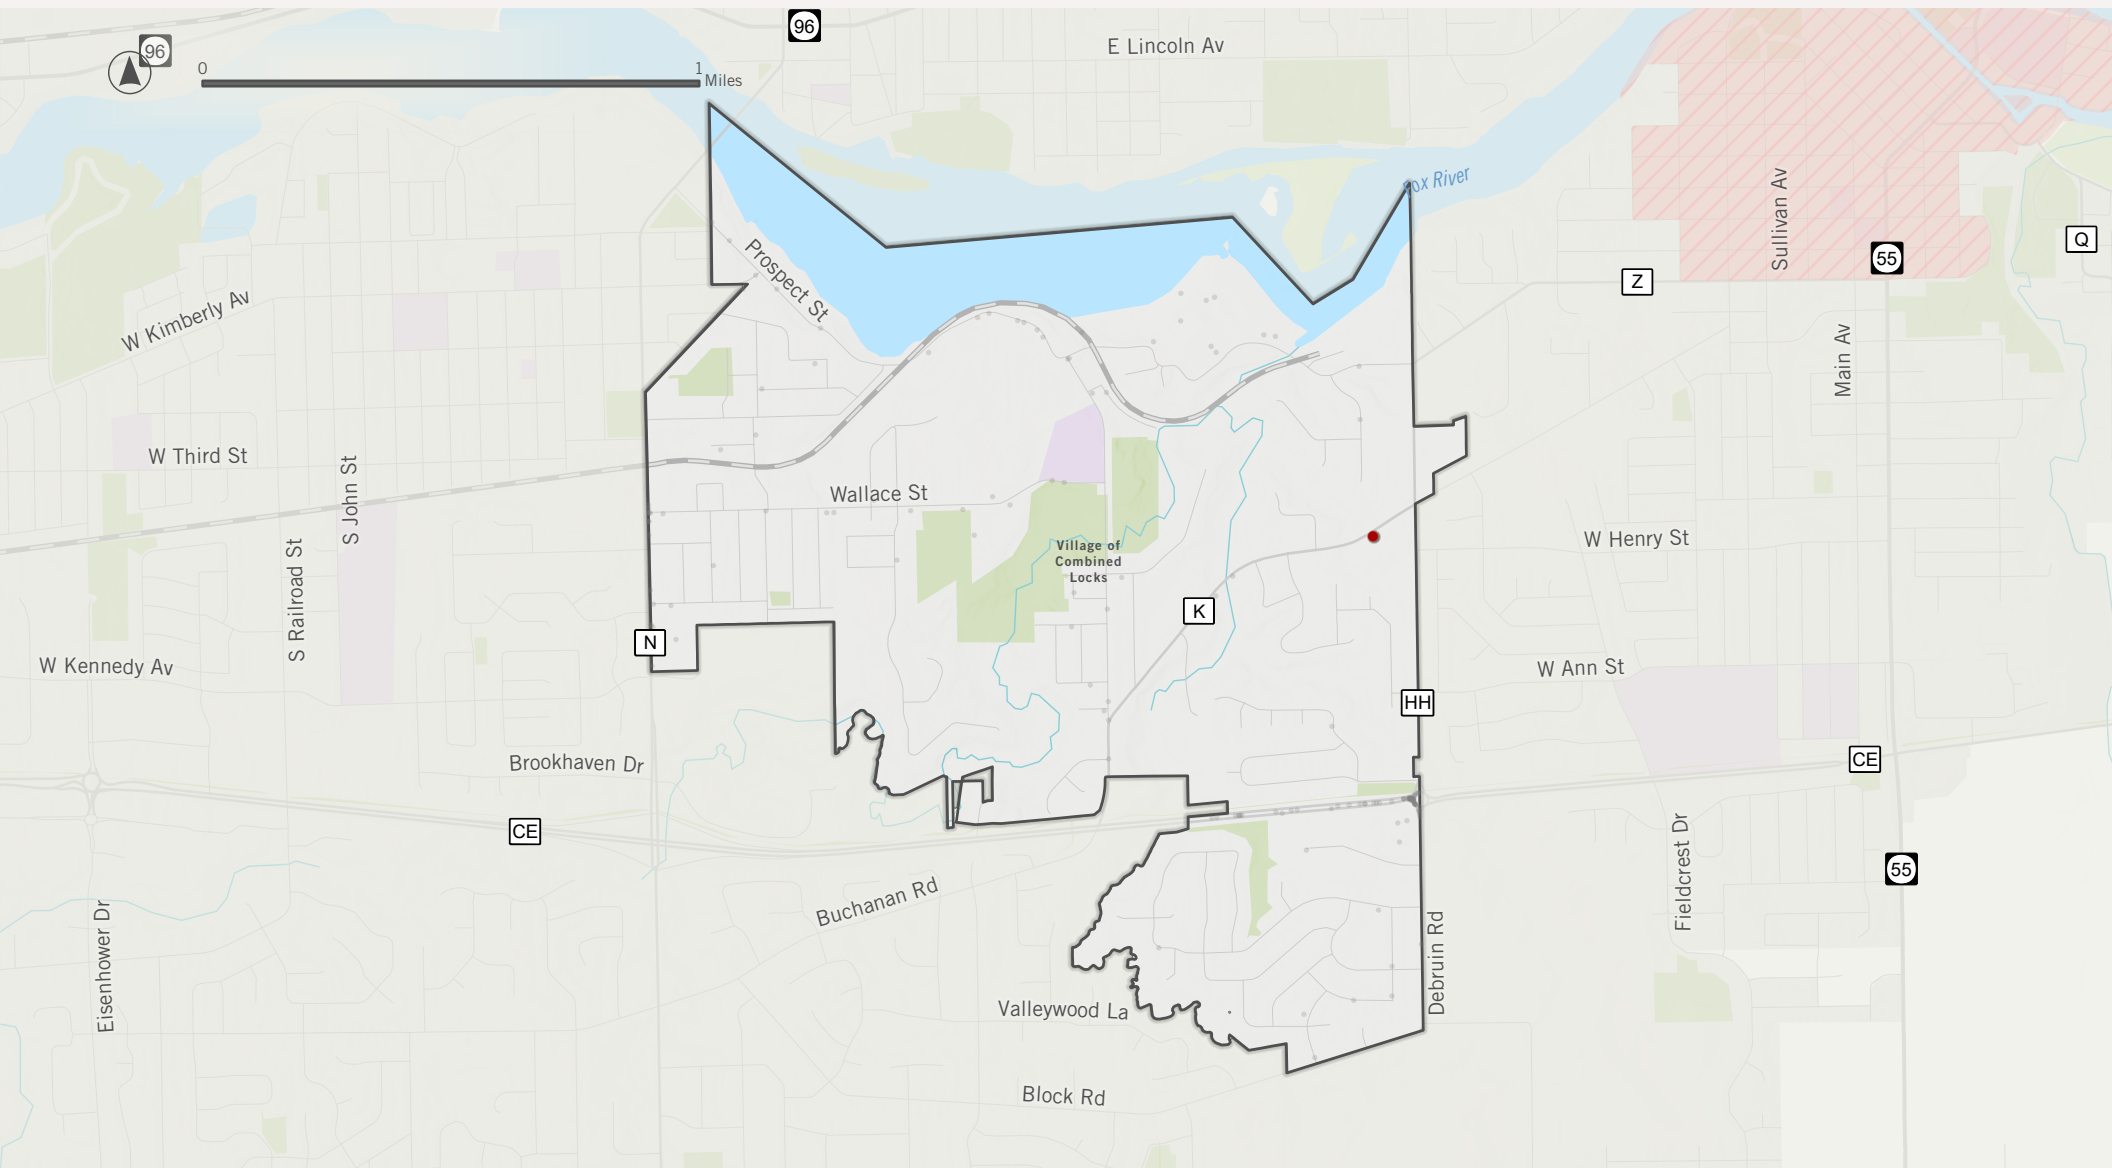 96
E Lincoln Av
96
0
1
Miles
Fox River
Sullivan Av
Q
55
Z
Prospect St
W Kimberly Av
Main Av
W Third St
S John St
Wallace St
W Henry St
Village of
Combined
Locks
S Railroad St
K
N
W Kennedy Av
W Ann St
HH
Brookhaven Dr
CE
CE
Fieldcrest Dr
55
Buchanan Rd
Eisenhower Dr
Debruin Rd
Valleywood La
Block Rd